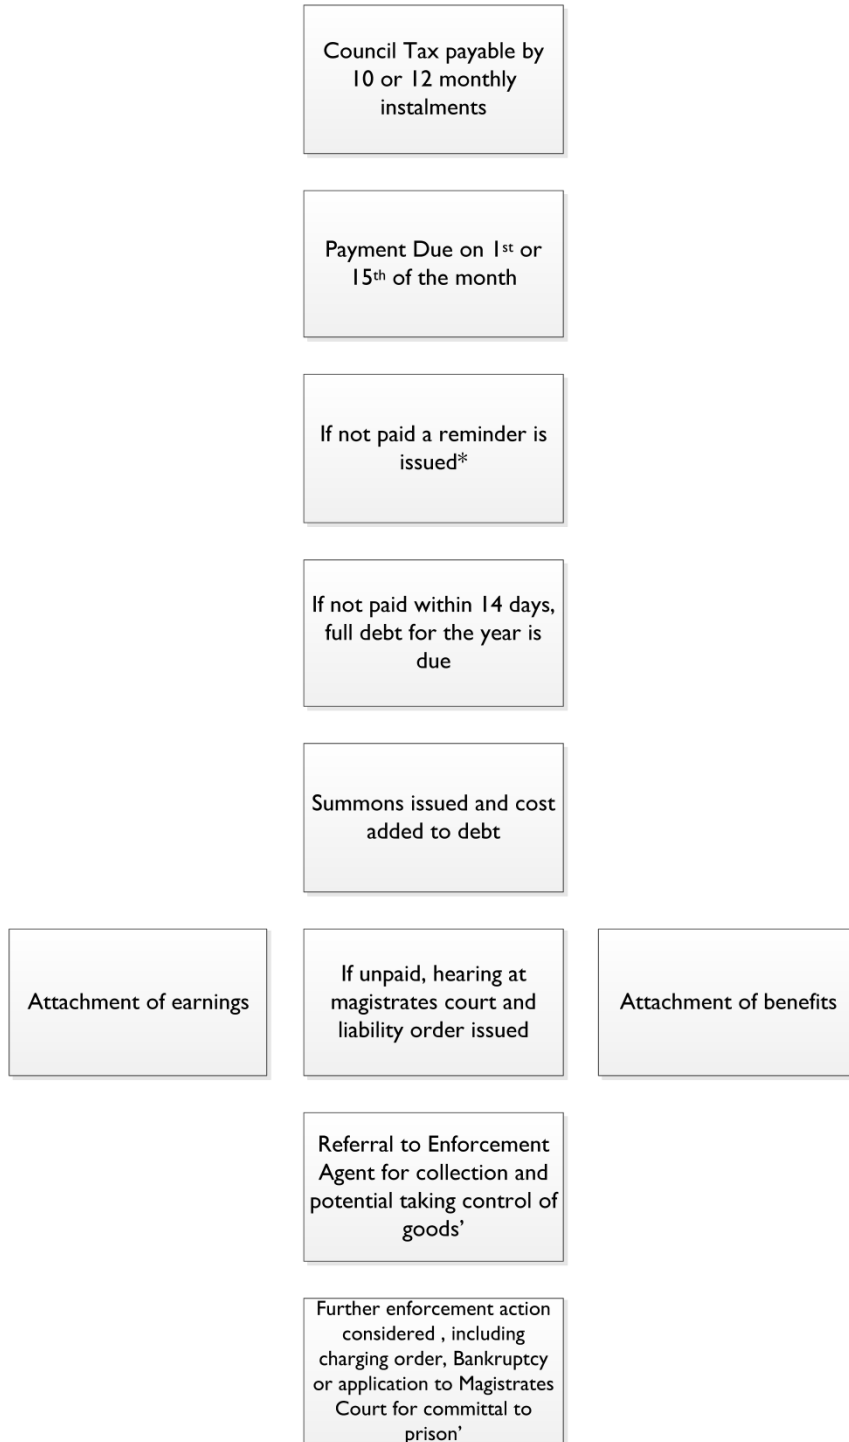 Council Tax payable by
10 or 12 monthly
instalments
Payment Due on 1st or
15th of the month
If not paid a reminder is
issued*
If not paid within 14 days,
full debt for the year is
due
Summons issued and cost
added to debt
Attachment of earnings
If unpaid, hearing at
magistrates court and
liability order issued
Attachment of benefits
Referral to Enforcement
Agent for collection and
potential taking control of
goods’
Further enforcement action
considered , including
charging order, Bankruptcy
or application to Magistrates
Court for committal to
prison’